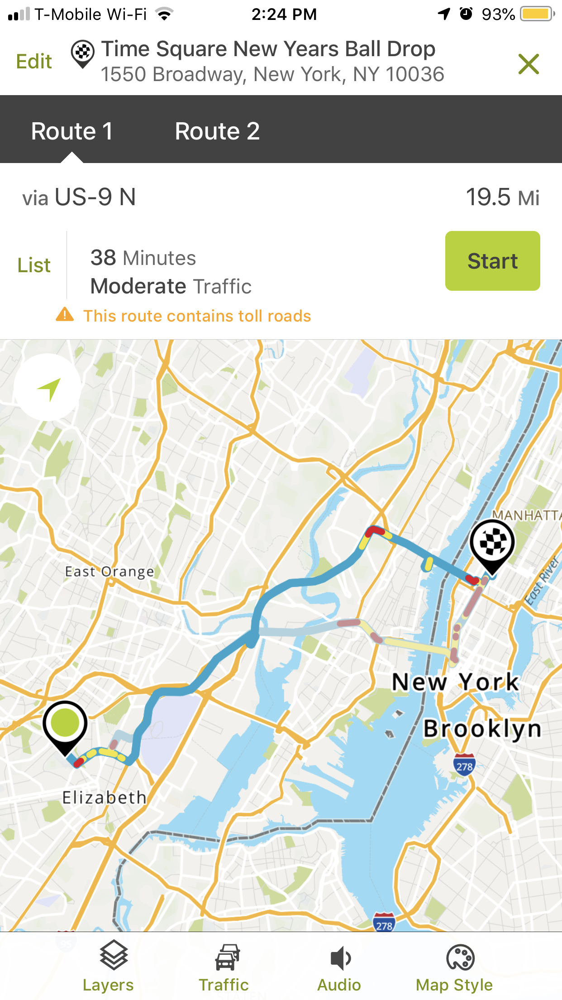 T-Mobile Wi-Fi 2:24 PM 93%
Edit
Time Square New Years Ball Drop
1550 Broadway, New York, NY 10036
Route 1 Route 2
via US-9 N 19.5 Mi
List
38 Minutes
Moderate Traffic
Start
This route contains toll roads
MANHATTA
East Orange
East River
New York
Brooklyn
278
Elizabeth
278
95
Layers Traffic Audio Map Style
STATEN